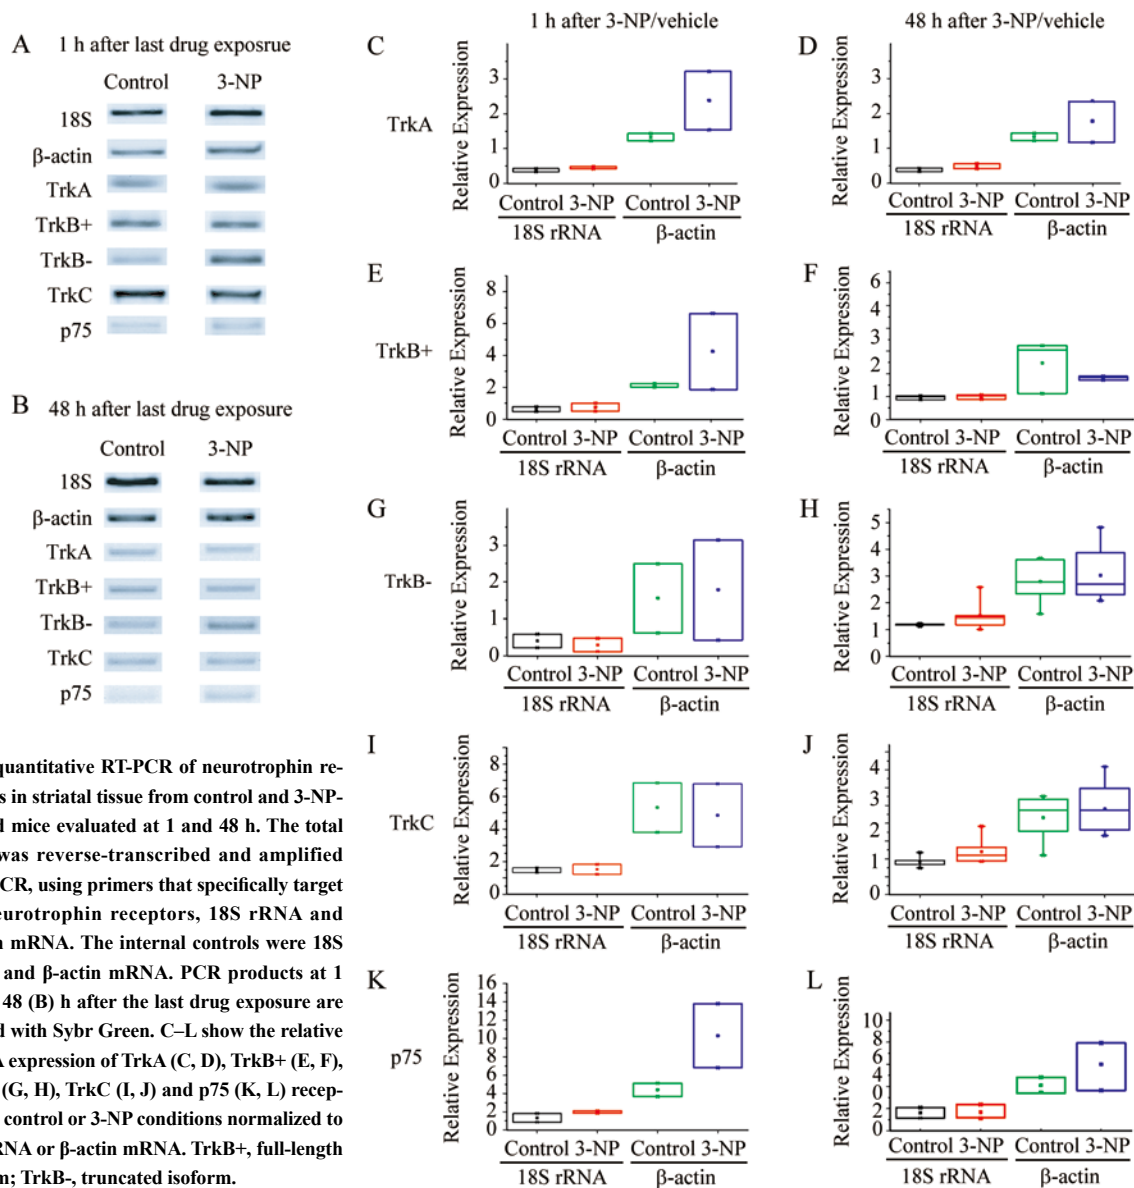 A 1 h after last drug exposrue
Control 3-NP
18S
β-actin
TrkA
TrkB+
TrkB-
TrkC
p75
B 48 h after last drug exposure
Control 3-NP
18S
β-actin
TrkA
TrkB+
TrkB-
TrkC
p75
quantitative RT-PCR of neurotrophin re-
s in striatal tissue from control and 3-NP-
d mice evaluated at 1 and 48 h. The total
was reverse-transcribed and amplified
CR, using primers that specifically target
eurotrophin receptors, 18S rRNA and
n mRNA. The internal controls were 18S
and β-actin mRNA. PCR products at 1
48 (B) h after the last drug exposure are
d with Sybr Green. C–L show the relative
A expression of TrkA (C, D), TrkB+ (E, F),
(G, H), TrkC (I, J) and p75 (K, L) recep-
control or 3-NP conditions normalized to
RNA or β-actin mRNA. TrkB+, full-length
m; TrkB-, truncated isoform.
1 h after 3-NP/vehicle
48 h after 3-NP/vehicle
C
TrkA
Relative Expression
3
2
1
0
Control 3-NP Control 3-NP
18S rRNA β-actin
D
Relative Expression
3
2
1
0
Control 3-NP Control 3-NP
18S rRNA β-actin
E
TrkB+
Relative Expression
8
6
4
2
0
Control 3-NP Control 3-NP
18S rRNA β-actin
F
Relative Expression
6
4
3
2
1
0
Control 3-NP Control 3-NP
18S rRNA β-actin
G
TrkB-
Relative Expression
3
2
1
0
Control 3-NP Control 3-NP
18S rRNA β-actin
H
Relative Expression
5
4
3
2
1
0
Control 3-NP Control 3-NP
18S rRNA β-actin
I
TrkC
Relative Expression
8
6
4
2
0
Control 3-NP Control 3-NP
18S rRNA β-actin
J
Relative Expression
4
3
2
1
0
Control 3-NP Control 3-NP
18S rRNA β-actin
K
p75
Relative Expression
16
14
12
10
8
6
4
2
0
Control 3-NP Control 3-NP
18S rRNA β-actin
L
Relative Expression
10
6
4
0
2
0
Control 3-NP Control 3-NP
18S rRNA β-actin